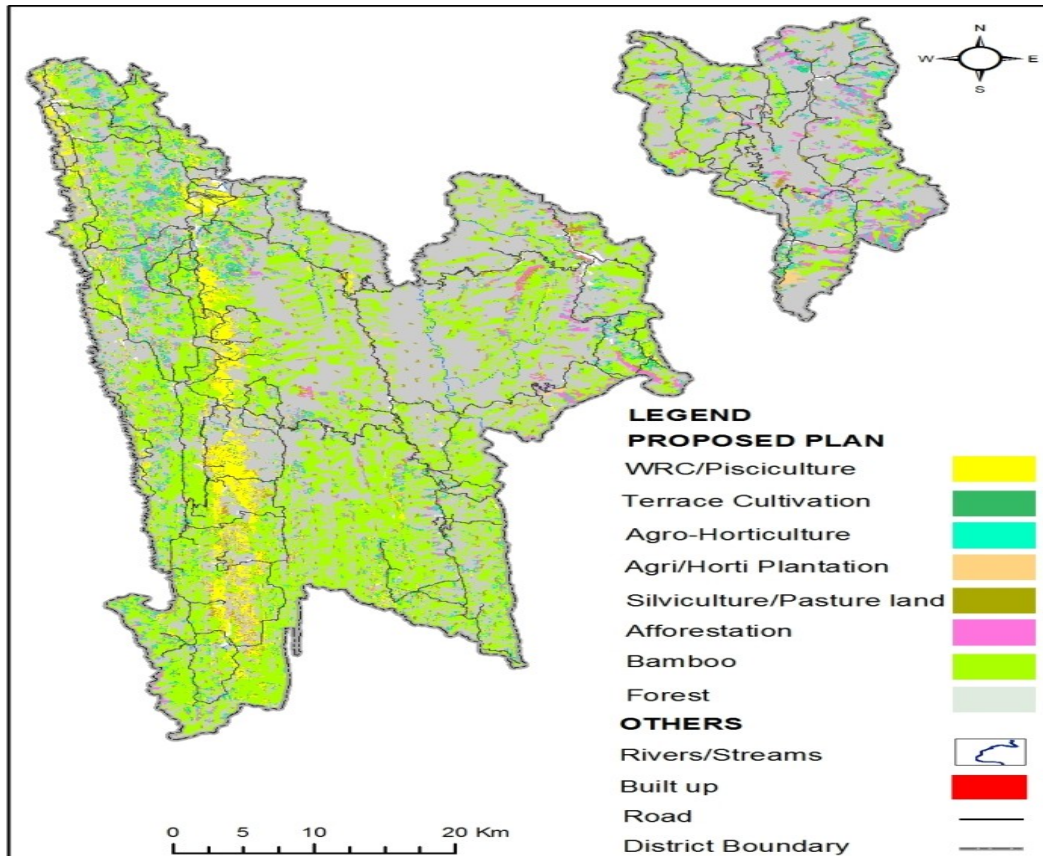 N
W E
S
LEGEND
PROPOSED PLAN
WRC/Pisciculture
Terrace Cultivation
Agro-Horticulture
Agri/Horti Plantation
Silviculture/Pasture land
Afforestation
Bamboo
Forest
OTHERS
Rivers/Streams
Built up
Road
District Boundary
0 5 10 20 Km